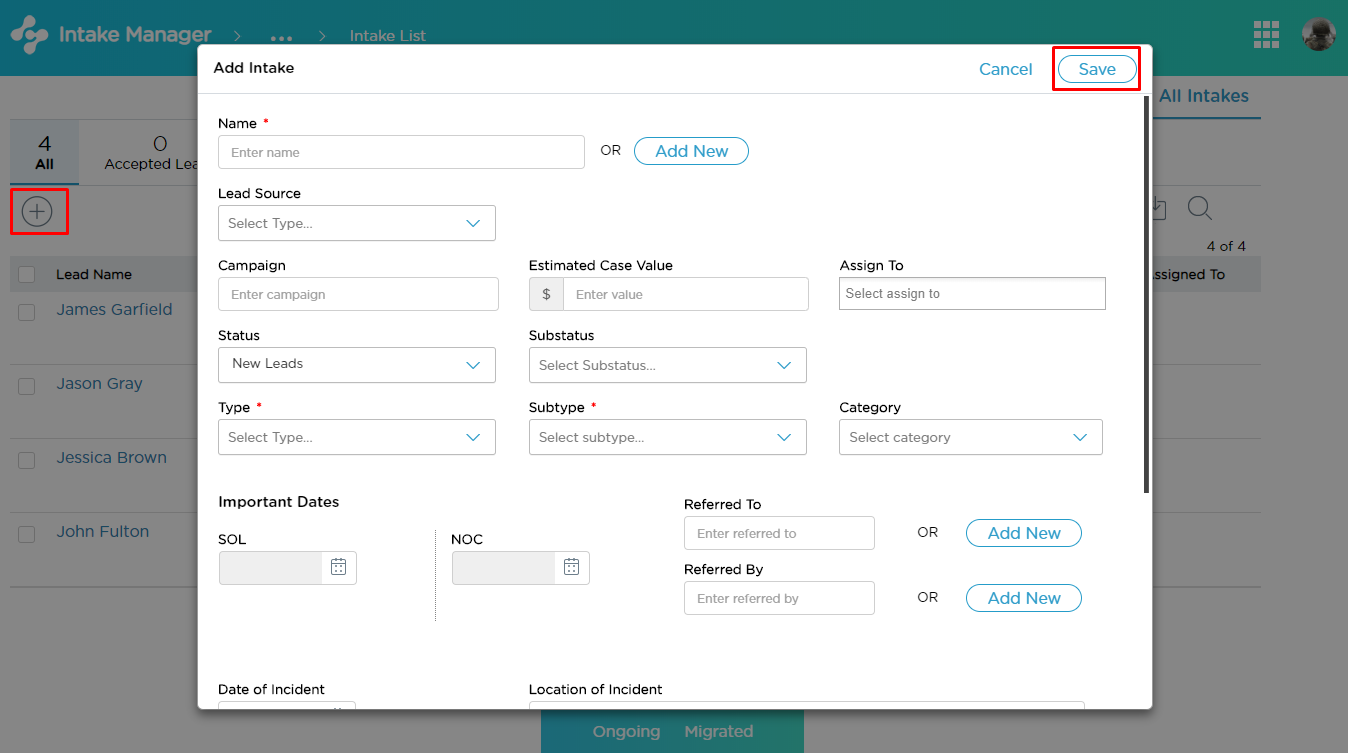 Intake Manager > ... > Intake List
Add Intake
Cancel
Save
All Intakes
4
All
0
Accepted Lea
Name *
Enter name
OR
Add New
Lead Source
Select Type...
4 of 4
Lead Name
ssigned To
James Garfield
Jason Gray
Jessica Brown
John Fulton
Campaign
Estimated Case Value
Assign To
Enter campaign
$
Enter value
Select assign to
Status
Substatus
New Leads
Select Substatus...
Type *
Subtype *
Category
Select Type...
Select subtype...
Select category
Important Dates
SOL
NOC
Referred To
Enter referred to
OR
Add New
Referred By
Enter referred by
OR
Add New
Date of Incident
Location of Incident
Ongoing
Migrated